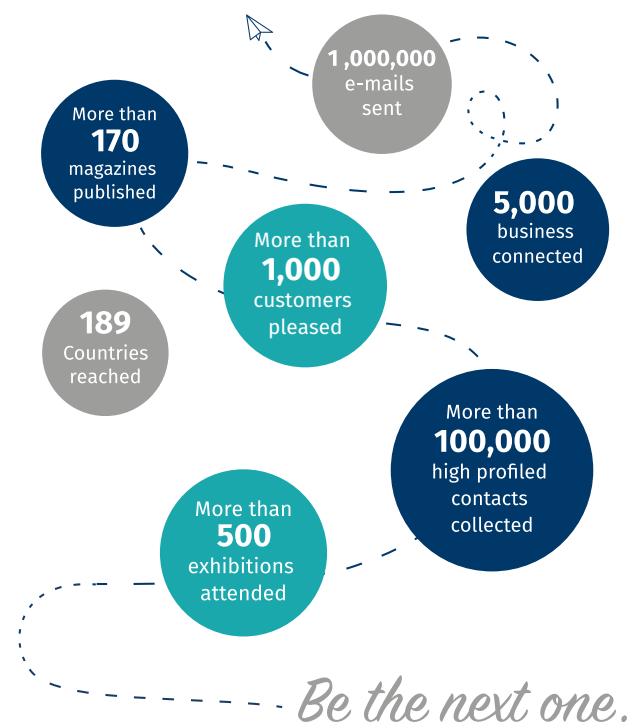 1,000,000
e-mails
sent
More than
170
magazines
published
5,000
business
connected
More than
1,000
customers
pleased
189
Countries
reached
More than
100,000
high profiled
contacts
collected
More than
500
exhibitions
attended
Be the next one.